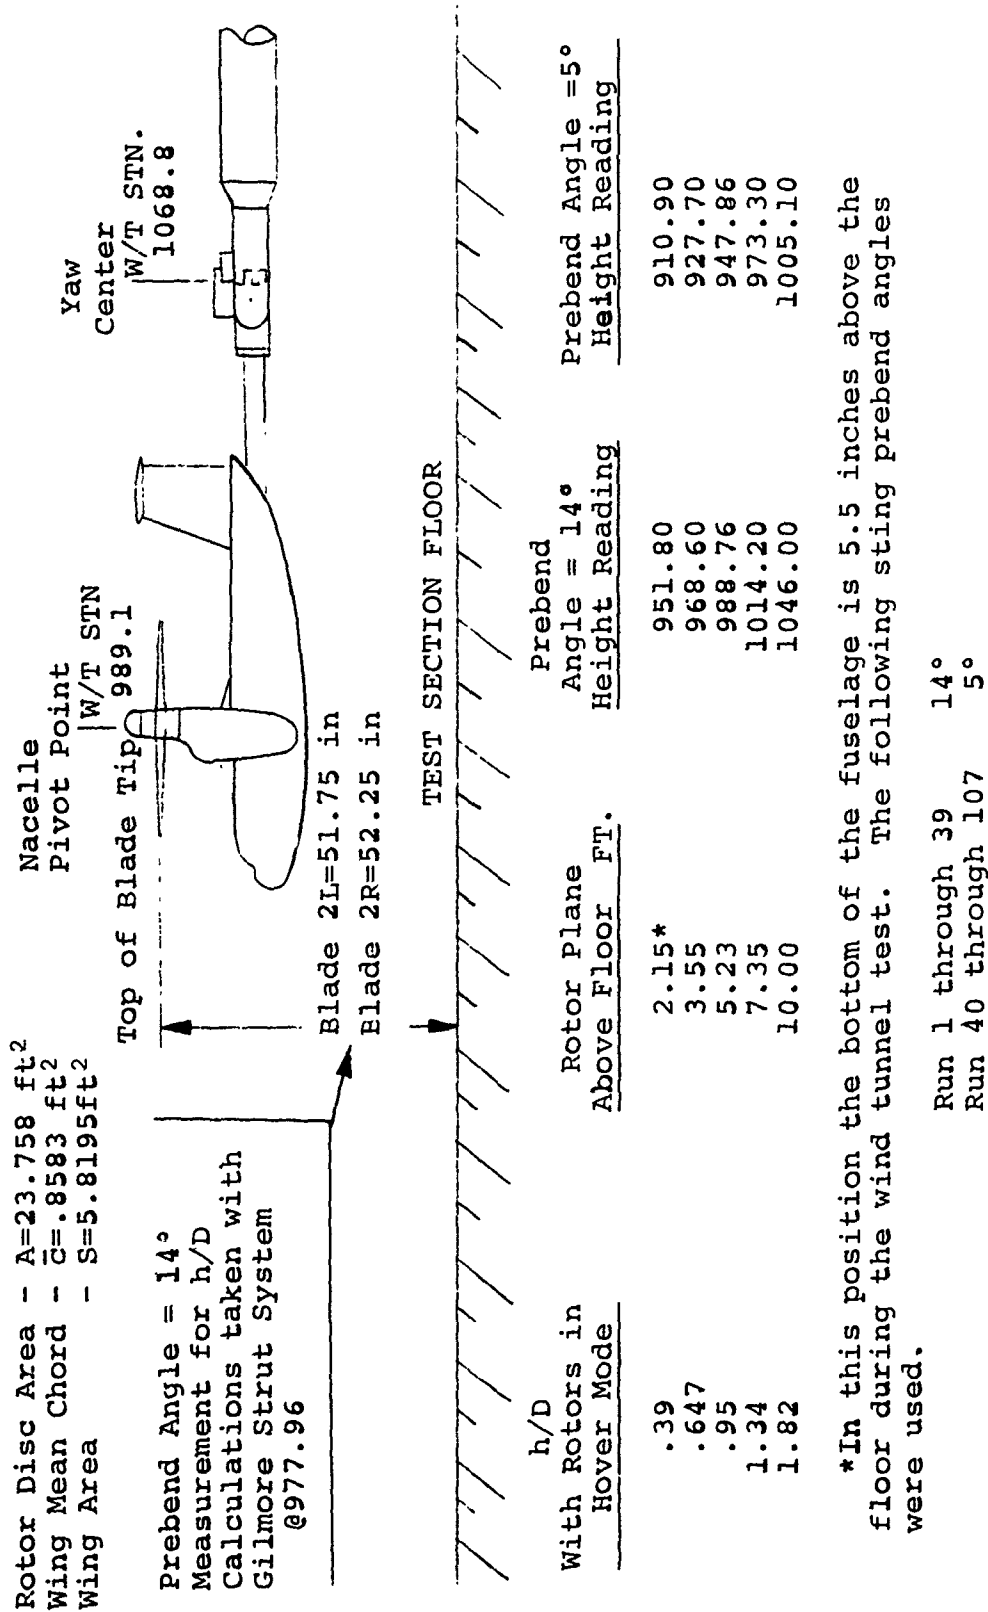 Rotor Disc Area - A=23.758 ft2
Wing Mean Chord - c̄=.8583 ft2
Wing Area - S=5.8195ft2
Nacelle
Pivot Point
W/T STN
989.1
Yaw
Center
W/T STN.
1068.8
Top of Blade Tip
Prebend Angle = 14°
Measurement for h/D
Calculations taken with
Gilmore Strut System
@977.96
Blade 2L=51.75 in
Blade 2R=52.25 in
TEST SECTION FLOOR
h/D
With Rotors in
Hover Mode
.39
.647
.95
1.34
1.82
Rotor Plane
Above Floor FT.
2.15*
3.55
5.23
7.35
10.00
Prebend
Angle = 14°
Height Reading
951.80
968.60
988.76
1014.20
1046.00
Prebend Angle =5°
Height Reading
910.90
927.70
947.86
973.30
1005.10
*In this position the bottom of the fuselage is 5.5 inches above the
floor during the wind tunnel test. The following sting prebend angles
were used.
Run 1 through 39 14°
Run 40 through 107 5°